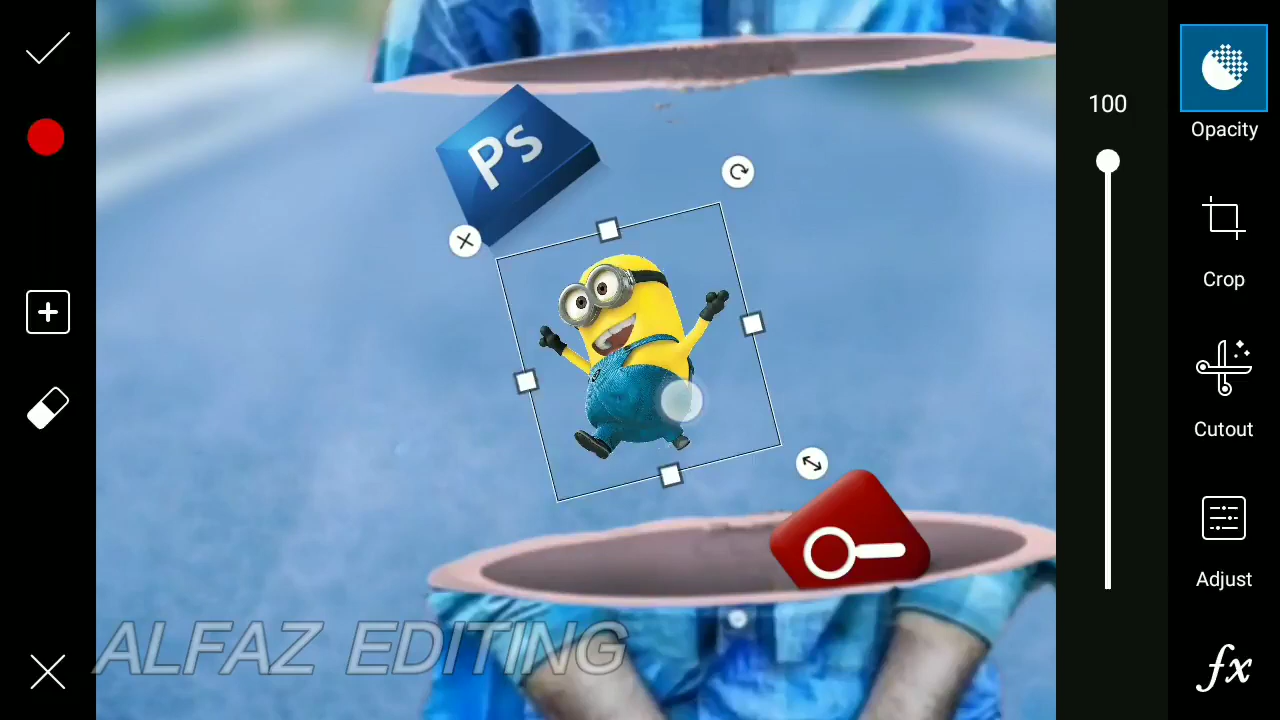 100
Opacity
Ps
Crop
Cutout
Adjust
fx
ALFAZ EDITING